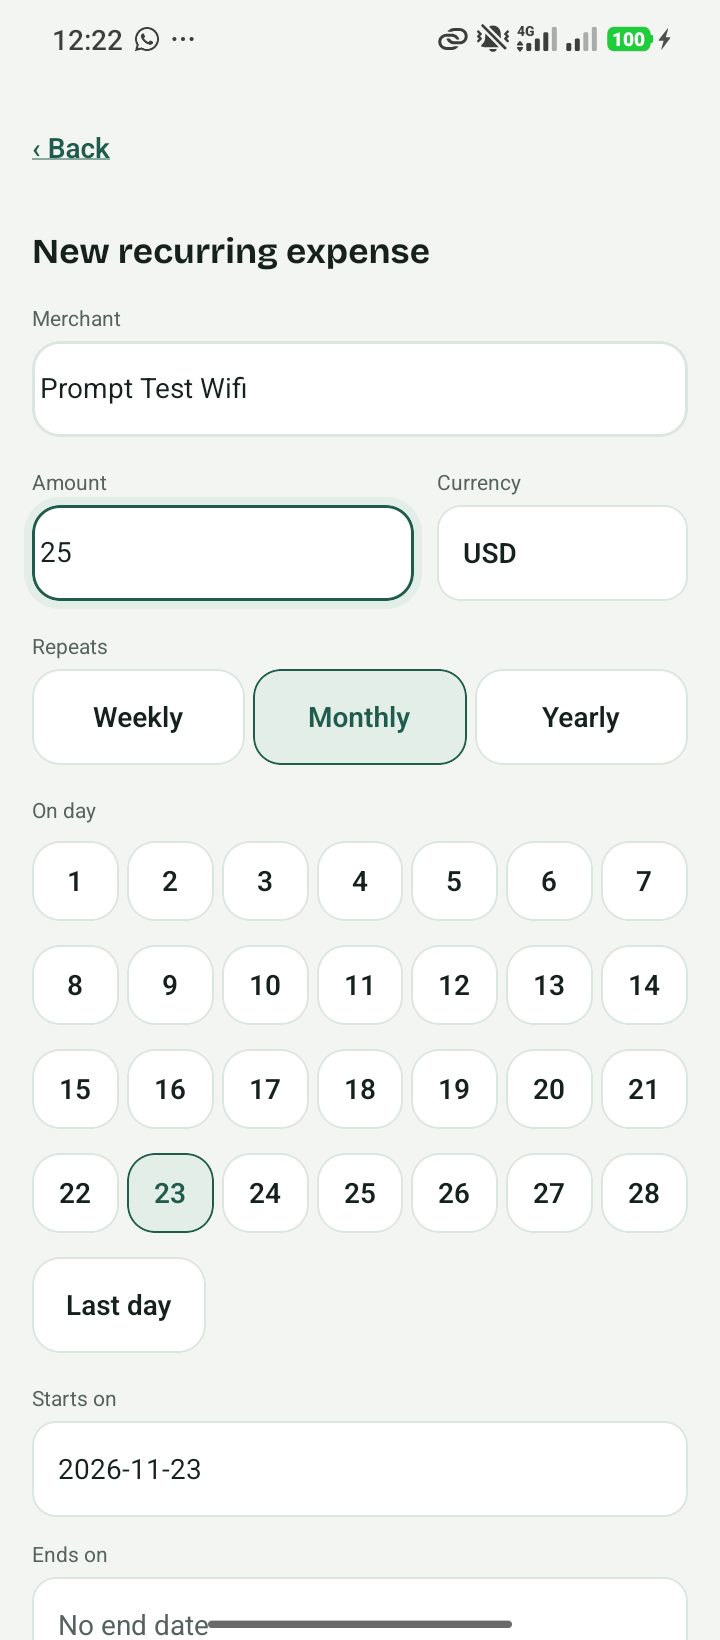 12:22 ...
4G 100
‹ Back
New recurring expense
Merchant
Prompt Test Wifi
Amount Currency
25 USD
Repeats
Weekly Monthly Yearly
On day
1 2 3 4 5 6 7
8 9 10 11 12 13 14
15 16 17 18 19 20 21
22 23 24 25 26 27 28
Last day
Starts on
2026-11-23
Ends on
No end date